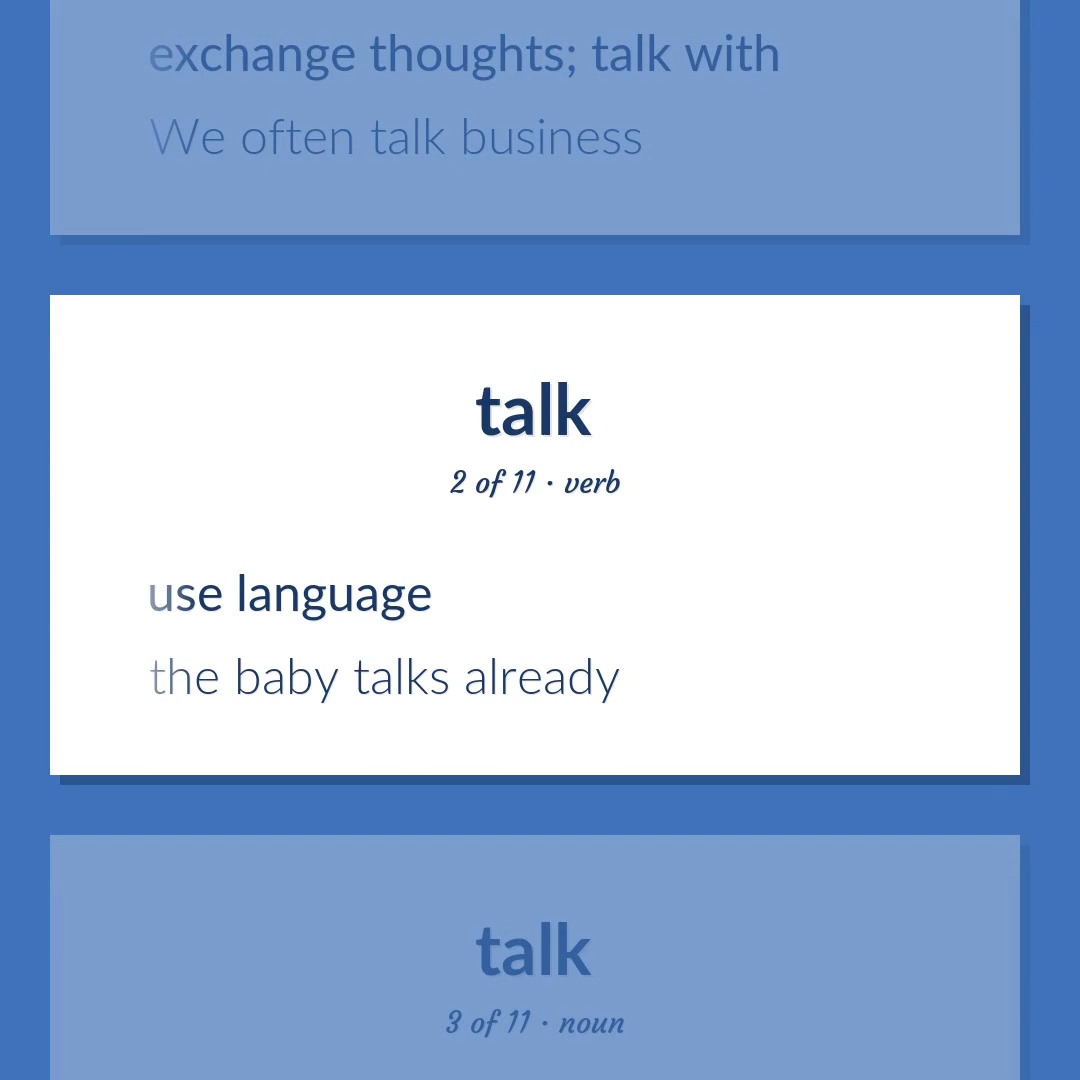 exchange thoughts; talk with
We often talk business
talk
2 of 11 · verb
use language
the baby talks already
talk
3 of 11 · noun